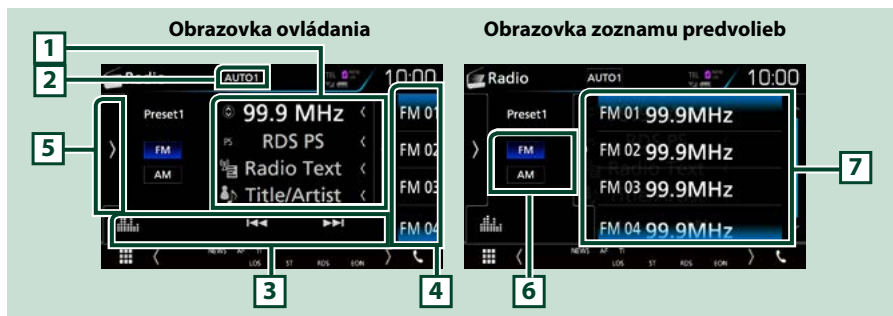 Obrazovka ovládania
Obrazovka zoznamu predvolieb
1
2
Radio
AUTO1
TEL
10:00
5
Preset1
FM
AM
99.9 MHz
PS
RDS PS
Radio Text
Title/Artist
FM 01
FM 02
FM 03
FM 04
NEWS AF TI
LOS ST RDS EON
3
4
Radio
AUTO1
TEL
10:00
Preset1
FM
AM
FM 01 99.9MHz
FM 02 99.9MHz
FM 03 99.9MHz
FM 04 99.9MHz
NEWS AF TI
LOS ST RDS EON
6
7